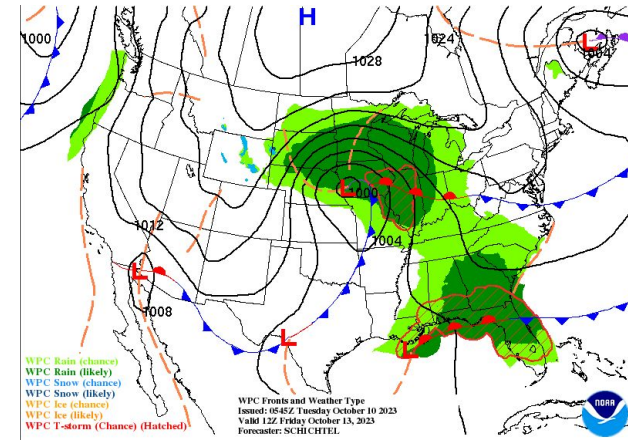 H
1000
1024
L
1004
1028
L
1000
1012
1004
L
1008
L
L
WPC Rain (chance)
WPC Rain (likely)
WPC Snow (chance)
WPC Snow (likely)
WPC Ice (chance)
WPC Ice (likely)
WPC T-storm (Chance) (Hatched)
WPC Fronts and Weather Type
Issued: 0545Z Tuesday October 10 2023
Valid 12Z Friday October 13, 2023
Forecaster: SCHICHTEL
NOAA